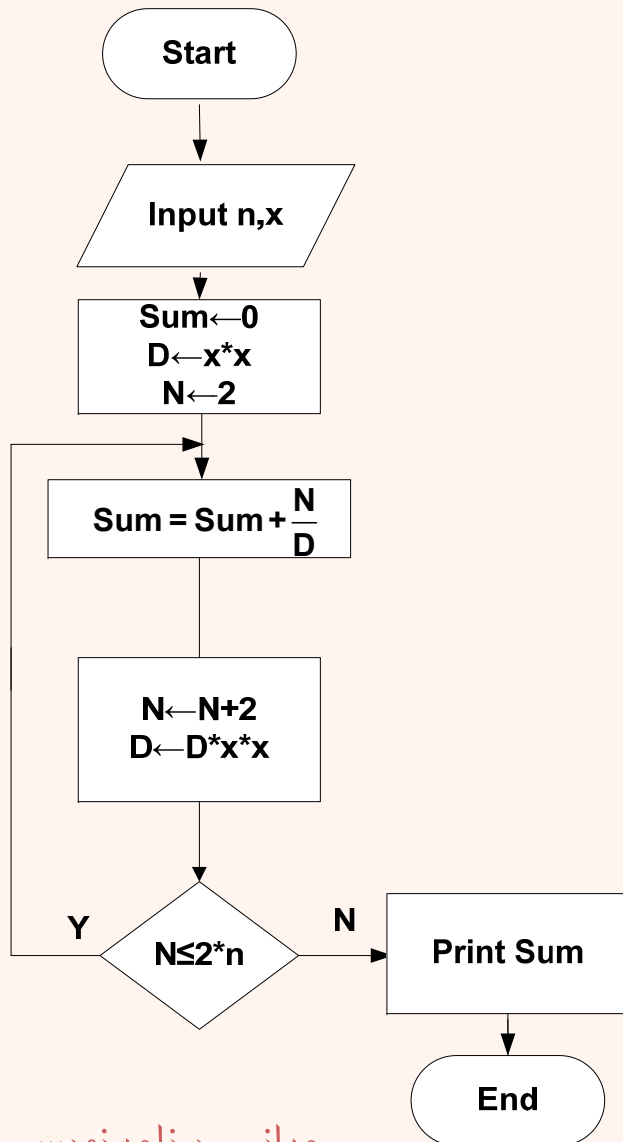 Start
Input n,x
Sum←0
D←x*x
N←2
Sum = Sum + N/D
N←N+2
D←D*x*x
Y
N≤2*n
N
Print Sum
End